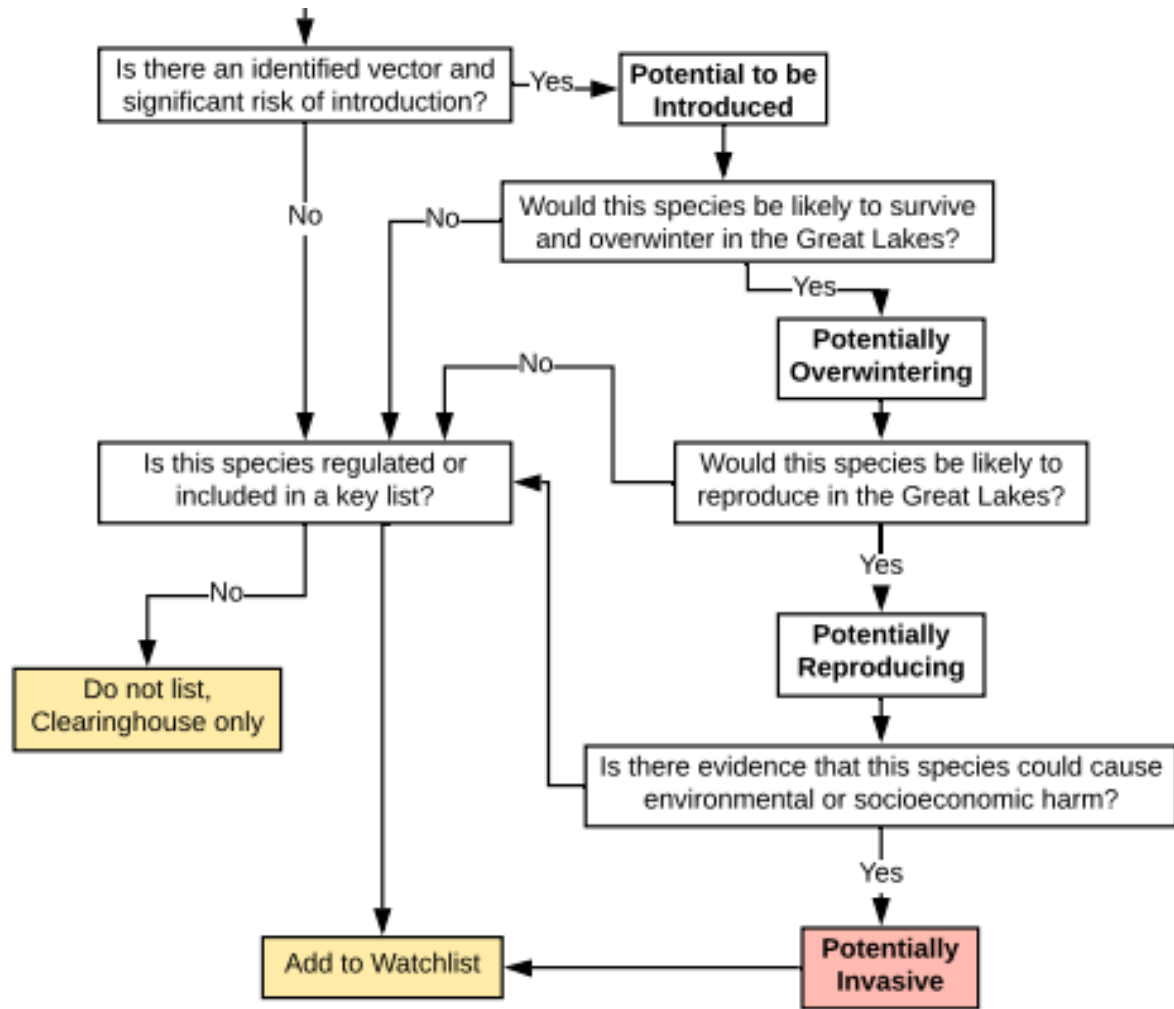 Is there an identified vector and
significant risk of introduction?
Yes
Potential to be
Introduced
No
No
Would this species be likely to survive
and overwinter in the Great Lakes?
Yes
Potentially
Overwintering
No
Is this species regulated or
included in a key list?
Would this species be likely to
reproduce in the Great Lakes?
Yes
No
Potentially
Reproducing
Do not list,
Clearinghouse only
Is there evidence that this species could cause
environmental or socioeconomic harm?
Yes
Add to Watchlist
Potentially
Invasive